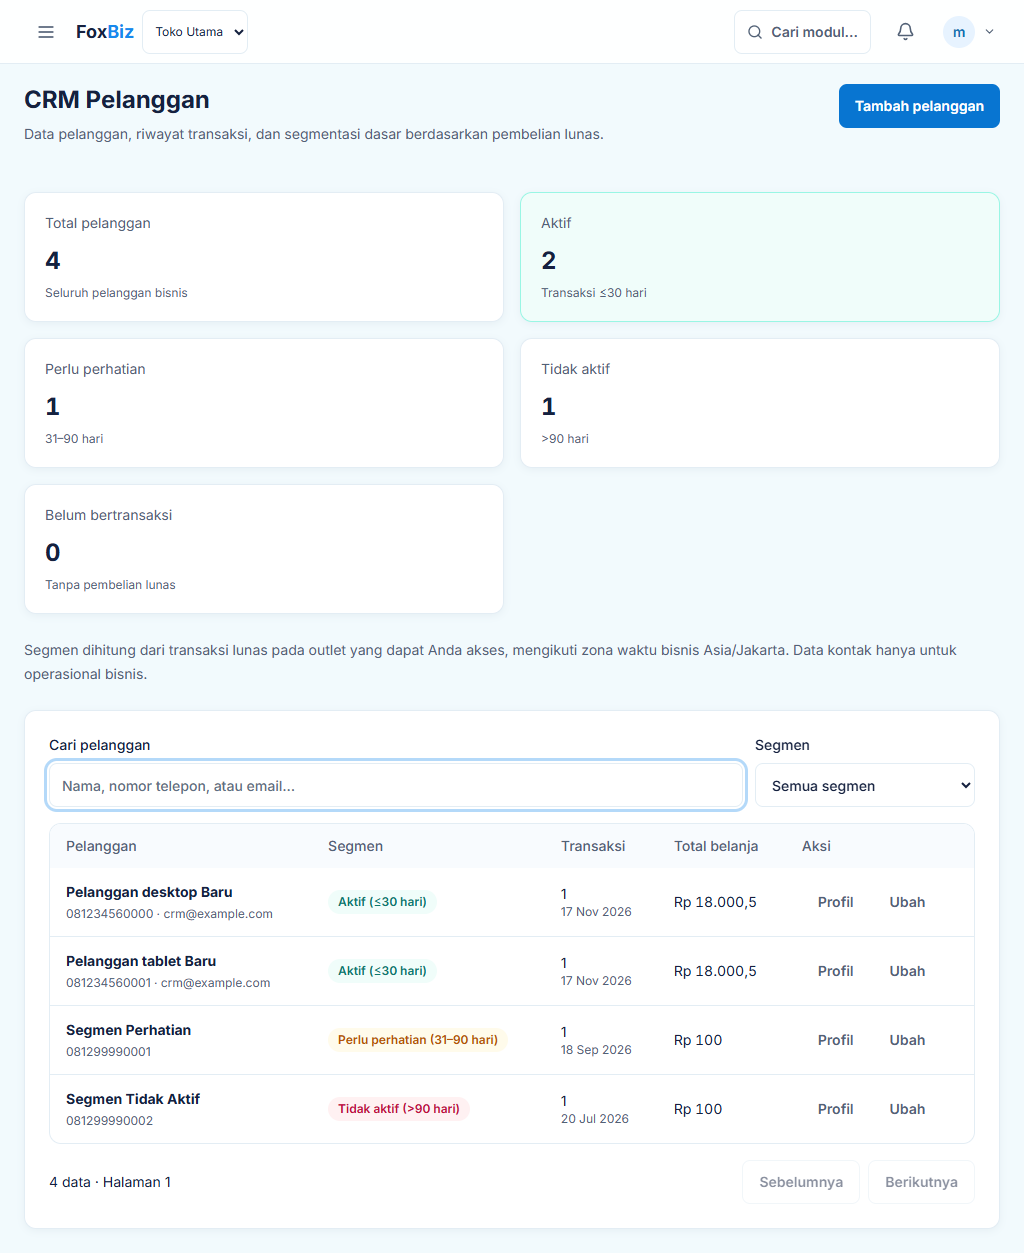 FoxBiz
Toko Utama
Cari modul...
m
CRM Pelanggan
Tambah pelanggan
Data pelanggan, riwayat transaksi, dan segmentasi dasar berdasarkan pembelian lunas.
Total pelanggan
4
Seluruh pelanggan bisnis
Aktif
2
Transaksi ≤30 hari
Perlu perhatian
1
31–90 hari
Tidak aktif
1
>90 hari
Belum bertransaksi
0
Tanpa pembelian lunas
Segmen dihitung dari transaksi lunas pada outlet yang dapat Anda akses, mengikuti zona waktu bisnis Asia/Jakarta. Data kontak hanya untuk
operasional bisnis.
Cari pelanggan
Segmen
Nama, nomor telepon, atau email...
Semua segmen
Pelanggan Segmen Transaksi Total belanja Aksi
Pelanggan desktop Baru
081234560000 · crm@example.com
Aktif (≤30 hari)
1
17 Nov 2026
Rp 18.000,5
Profil Ubah
Pelanggan tablet Baru
081234560001 · crm@example.com
Aktif (≤30 hari)
1
17 Nov 2026
Rp 18.000,5
Profil Ubah
Segmen Perhatian
081299990001
Perlu perhatian (31–90 hari)
1
18 Sep 2026
Rp 100
Profil Ubah
Segmen Tidak Aktif
081299990002
Tidak aktif (>90 hari)
1
20 Jul 2026
Rp 100
Profil Ubah
4 data · Halaman 1
Sebelumnya
Berikutnya